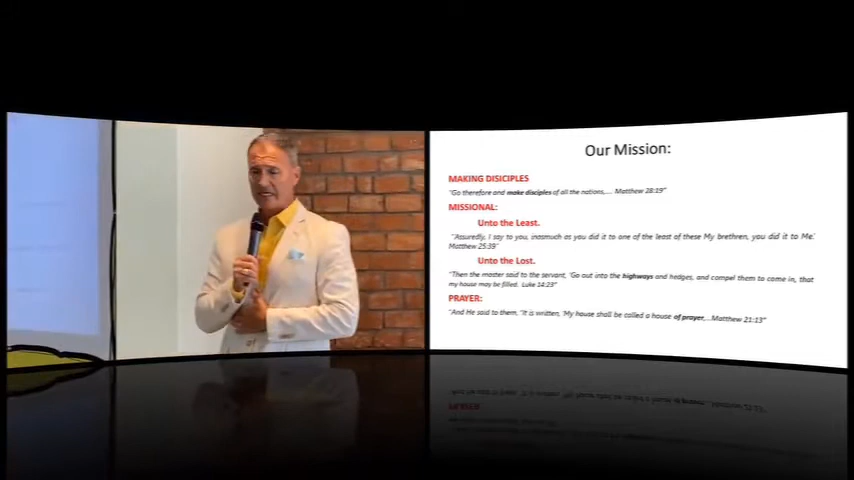 Our Mission:
MAKING DISICIPLES
"Go therefore and make disciples of all the nations,... Matthew 28:19"
MISSIONAL:
Unto the Least.
"Assuredly, I say to you, inasmuch as you did it to one of the least of these My brethren, you did it to Me.'
Matthew 25:39"
Unto the Lost.
"Then the master said to the servant, 'Go out into the highways and hedges, and compel them to come in, that
my house may be filled. Luke 14:23"
PRAYER:
"And He said to them, "It is written, 'My house shall be called a house of prayer,...Matthew 21:13"